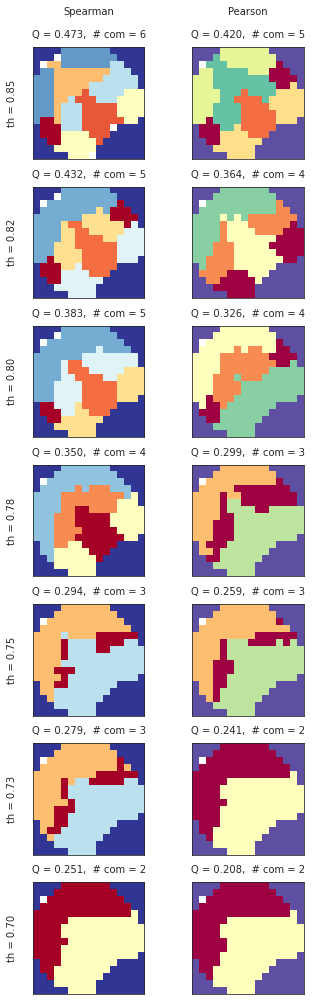 Spearman Pearson
Q = 0.473,  # com = 6 Q = 0.420,  # com = 5
th = 0.85
Q = 0.432,  # com = 5 Q = 0.364,  # com = 4
th = 0.82
Q = 0.383,  # com = 5 Q = 0.326,  # com = 4
th = 0.80
Q = 0.350,  # com = 4 Q = 0.299,  # com = 3
th = 0.78
Q = 0.294,  # com = 3 Q = 0.259,  # com = 3
th = 0.75
Q = 0.279,  # com = 3 Q = 0.241,  # com = 2
th = 0.73
Q = 0.251,  # com = 2 Q = 0.208,  # com = 2
th = 0.70